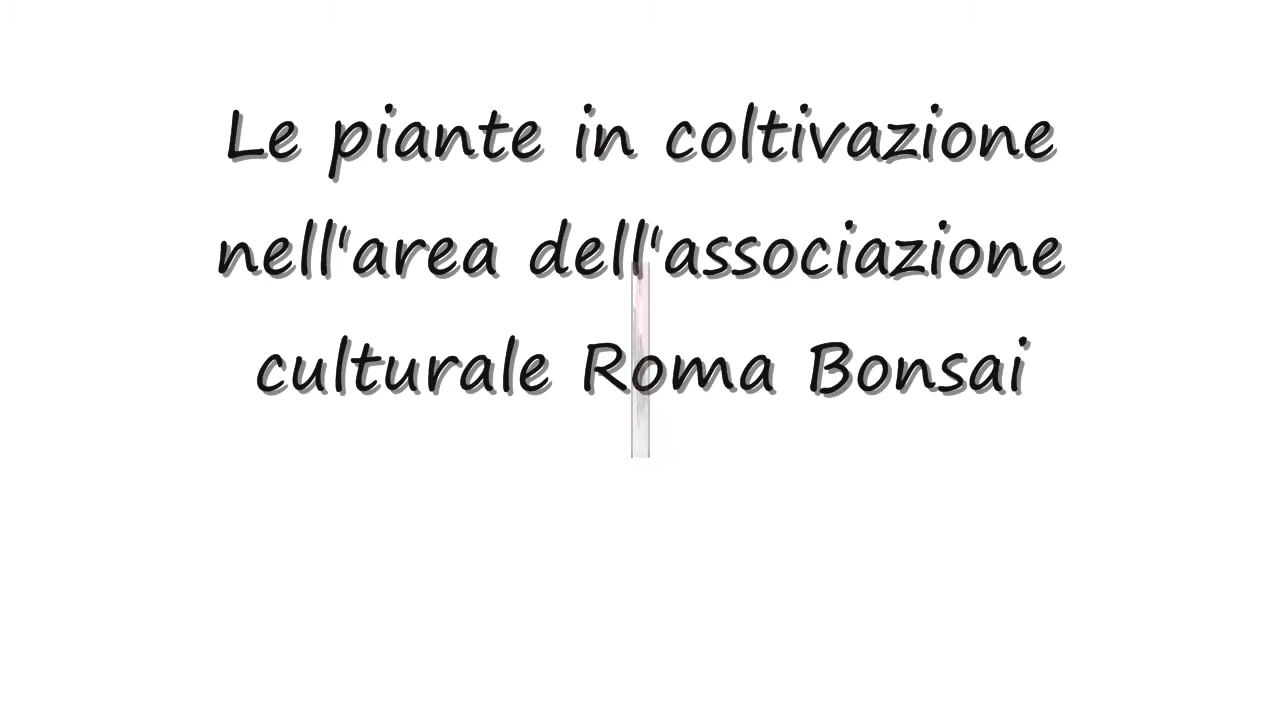 Le piante in coltivazione
nell'area dell'associazione
culturale Roma Bonsai